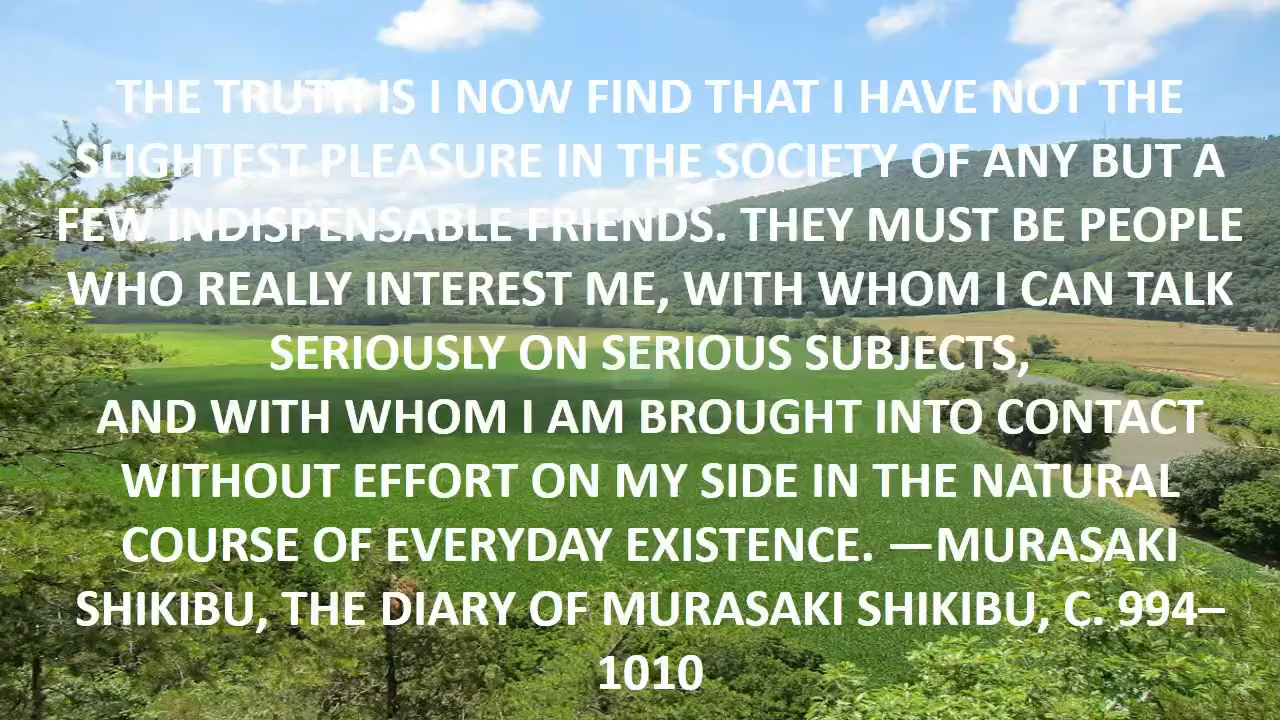 THE TRUTH IS I NOW FIND THAT I HAVE NOT THE
SLIGHTEST PLEASURE IN THE SOCIETY OF ANY BUT A
FEW INDISPENSABLE FRIENDS. THEY MUST BE PEOPLE
WHO REALLY INTEREST ME, WITH WHOM I CAN TALK
SERIOUSLY ON SERIOUS SUBJECTS,
AND WITH WHOM I AM BROUGHT INTO CONTACT
WITHOUT EFFORT ON MY SIDE IN THE NATURAL
COURSE OF EVERYDAY EXISTENCE. —MURASAKI
SHIKIBU, THE DIARY OF MURASAKI SHIKIBU, C. 994–
1010